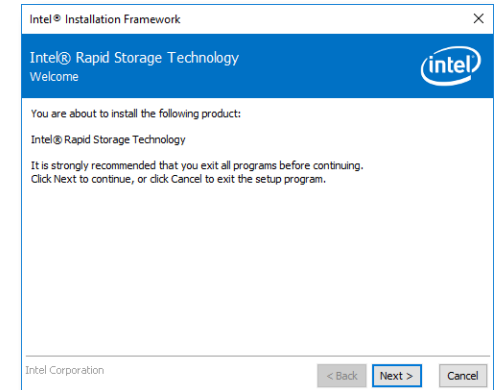 Intel® Installation Framework
Intel® Rapid Storage Technology
Welcome
intel
You are about to install the following product:
Intel® Rapid Storage Technology
It is strongly recommended that you exit all programs before continuing.
Click Next to continue, or click Cancel to exit the setup program.
Intel Corporation
< Back Next > Cancel